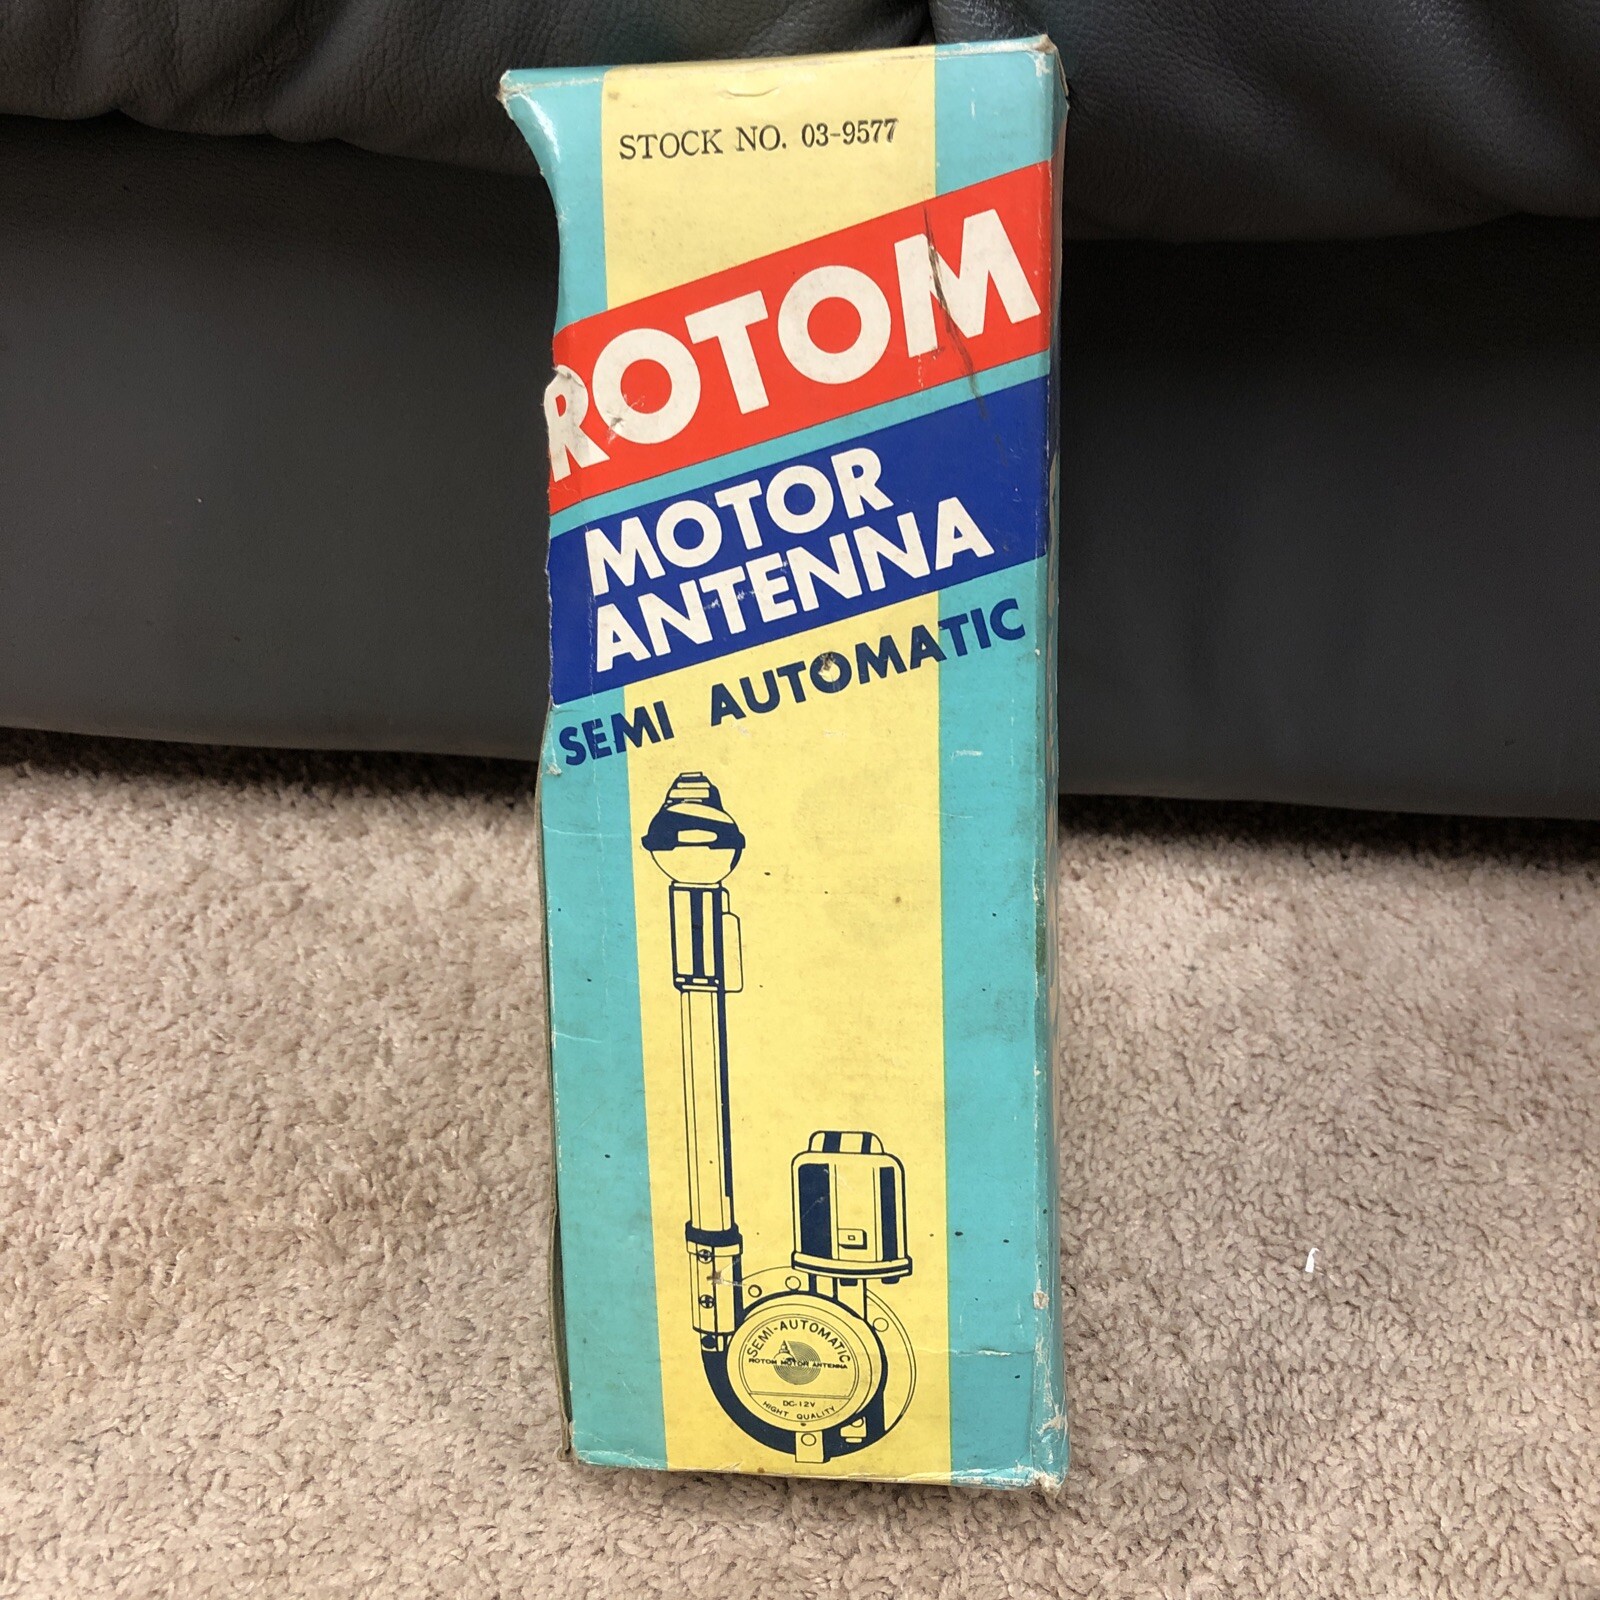 STOCK NO. 03-9577
ROTOM
MOTOR
ANTENNA
SEMI AUTOMATIC
SEMI-AUTOMATIC
ROTOM MOTOR ANTENNA
DC-12V
HIGHT QUALITY